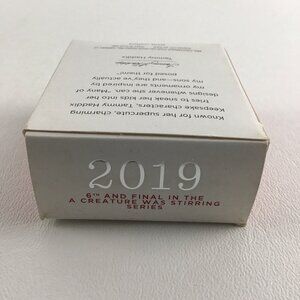 Known for her supercute, charming
Keepsake characters, Tammy Haddix
tries to sneak her kids into her
designs whenever she can. "Many of
my ornaments are inspired by
my sons—and they've actually
posed for them!"
Tammy Haddix
2019
6TH AND FINAL IN THE
A CREATURE WAS STIRRING
SERIES